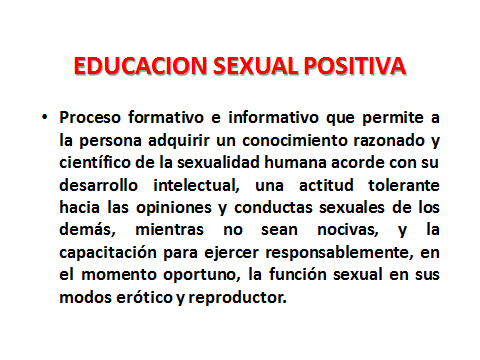 EDUCACION SEXUAL POSITIVA
• Proceso formativo e informativo que permite a
la persona adquirir un conocimiento razonado y
científico de la sexualidad humana acorde con su
desarrollo intelectual, una actitud tolerante
hacia las opiniones y conductas sexuales de los
demás, mientras no sean nocivas, y la
capacitación para ejercer responsablemente, en
el momento oportuno, la función sexual en sus
modos erótico y reproductor.